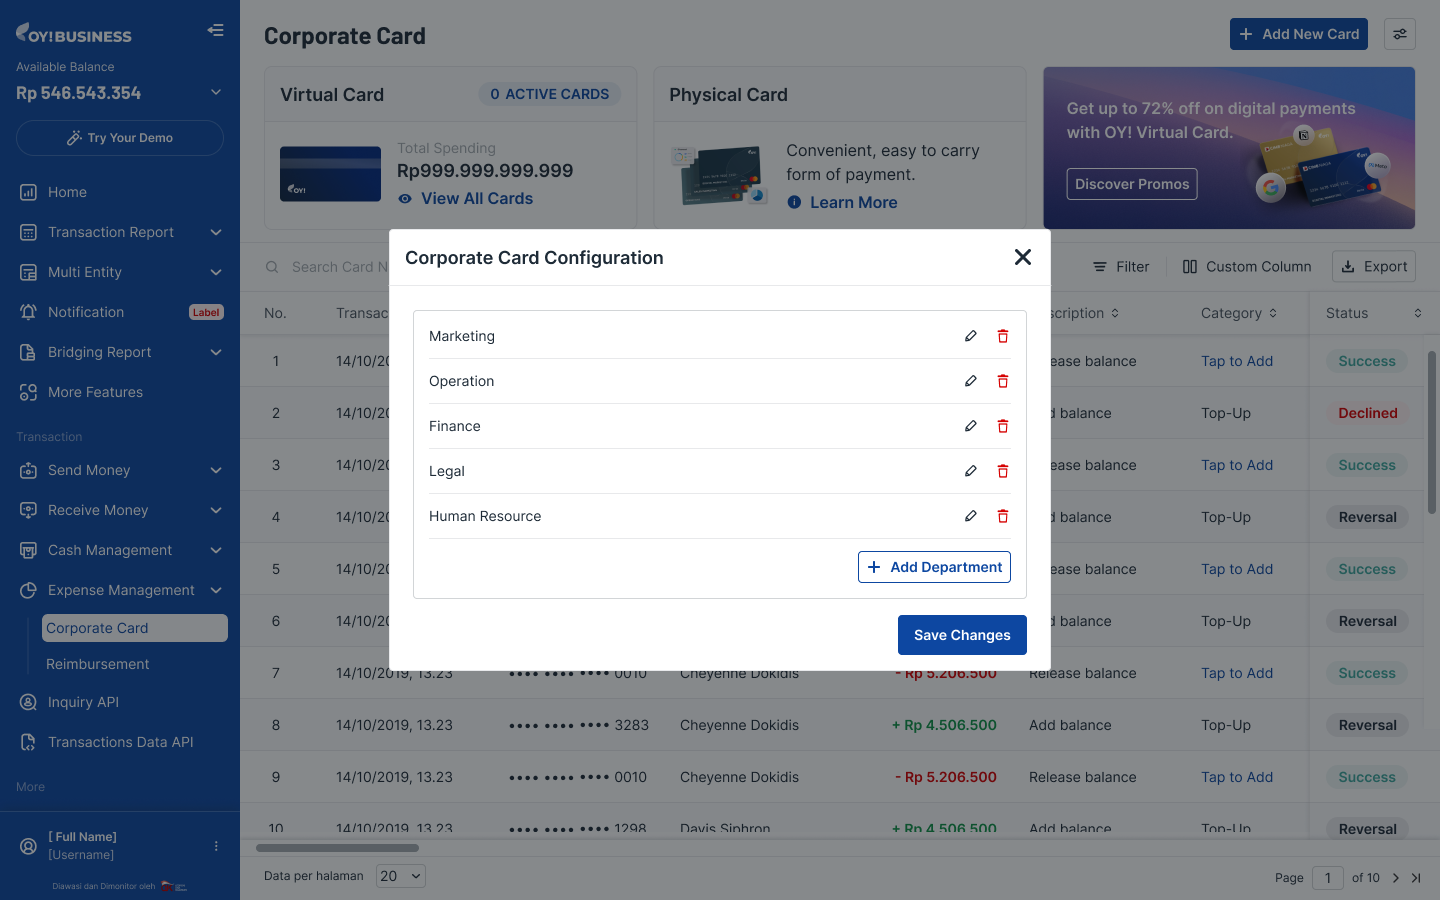 OY! BUSINESS
Available Balance
Rp 546.543.354
Try Your Demo
Home
Transaction Report
Multi Entity
Notification
Label
Bridging Report
More Features
Transaction
Send Money
Receive Money
Cash Management
Expense Management
Corporate Card
Reimbursement
Inquiry API
Transactions Data API
More
[ Full Name]
[Username]
Diawasi dan Dimonitor oleh
Corporate Card
Add New Card
Virtual Card
0 ACTIVE CARDS
OY!
Total Spending
Rp999.999.999.999
View All Cards
Physical Card
Convenient, easy to carry
form of payment.
Learn More
Get up to 72% off on digital payments
with OY! Virtual Card.
Discover Promos
Search Card N
Filter
Custom Column
Export
No. Transac scription Category Status
1 14/10/20 ease balance Tap to Add Success
2 14/10/20 d balance Top-Up Declined
3 14/10/20 ease balance Tap to Add Success
4 14/10/20 d balance Top-Up Reversal
5 14/10/20 ease balance Tap to Add Success
6 14/10/20 d balance Top-Up Reversal
7 14/10/2019, 13.23 •••• •••• •••• 0010 Cheyenne Dokidis - Rp 5.206.500 Release balance Tap to Add Success
8 14/10/2019, 13.23 •••• •••• •••• 3283 Cheyenne Dokidis + Rp 4.506.500 Add balance Top-Up Reversal
9 14/10/2019, 13.23 •••• •••• •••• 0010 Cheyenne Dokidis - Rp 5.206.500 Release balance Tap to Add Success
10 14/10/2019, 13.23 •••• •••• •••• 1298 Davis Siphron + Rp 4.506.500 Add balance Top-Up Reversal
Data per halaman 20
Page 1 of 10
Corporate Card Configuration
Marketing
Operation
Finance
Legal
Human Resource
Add Department
Save Changes